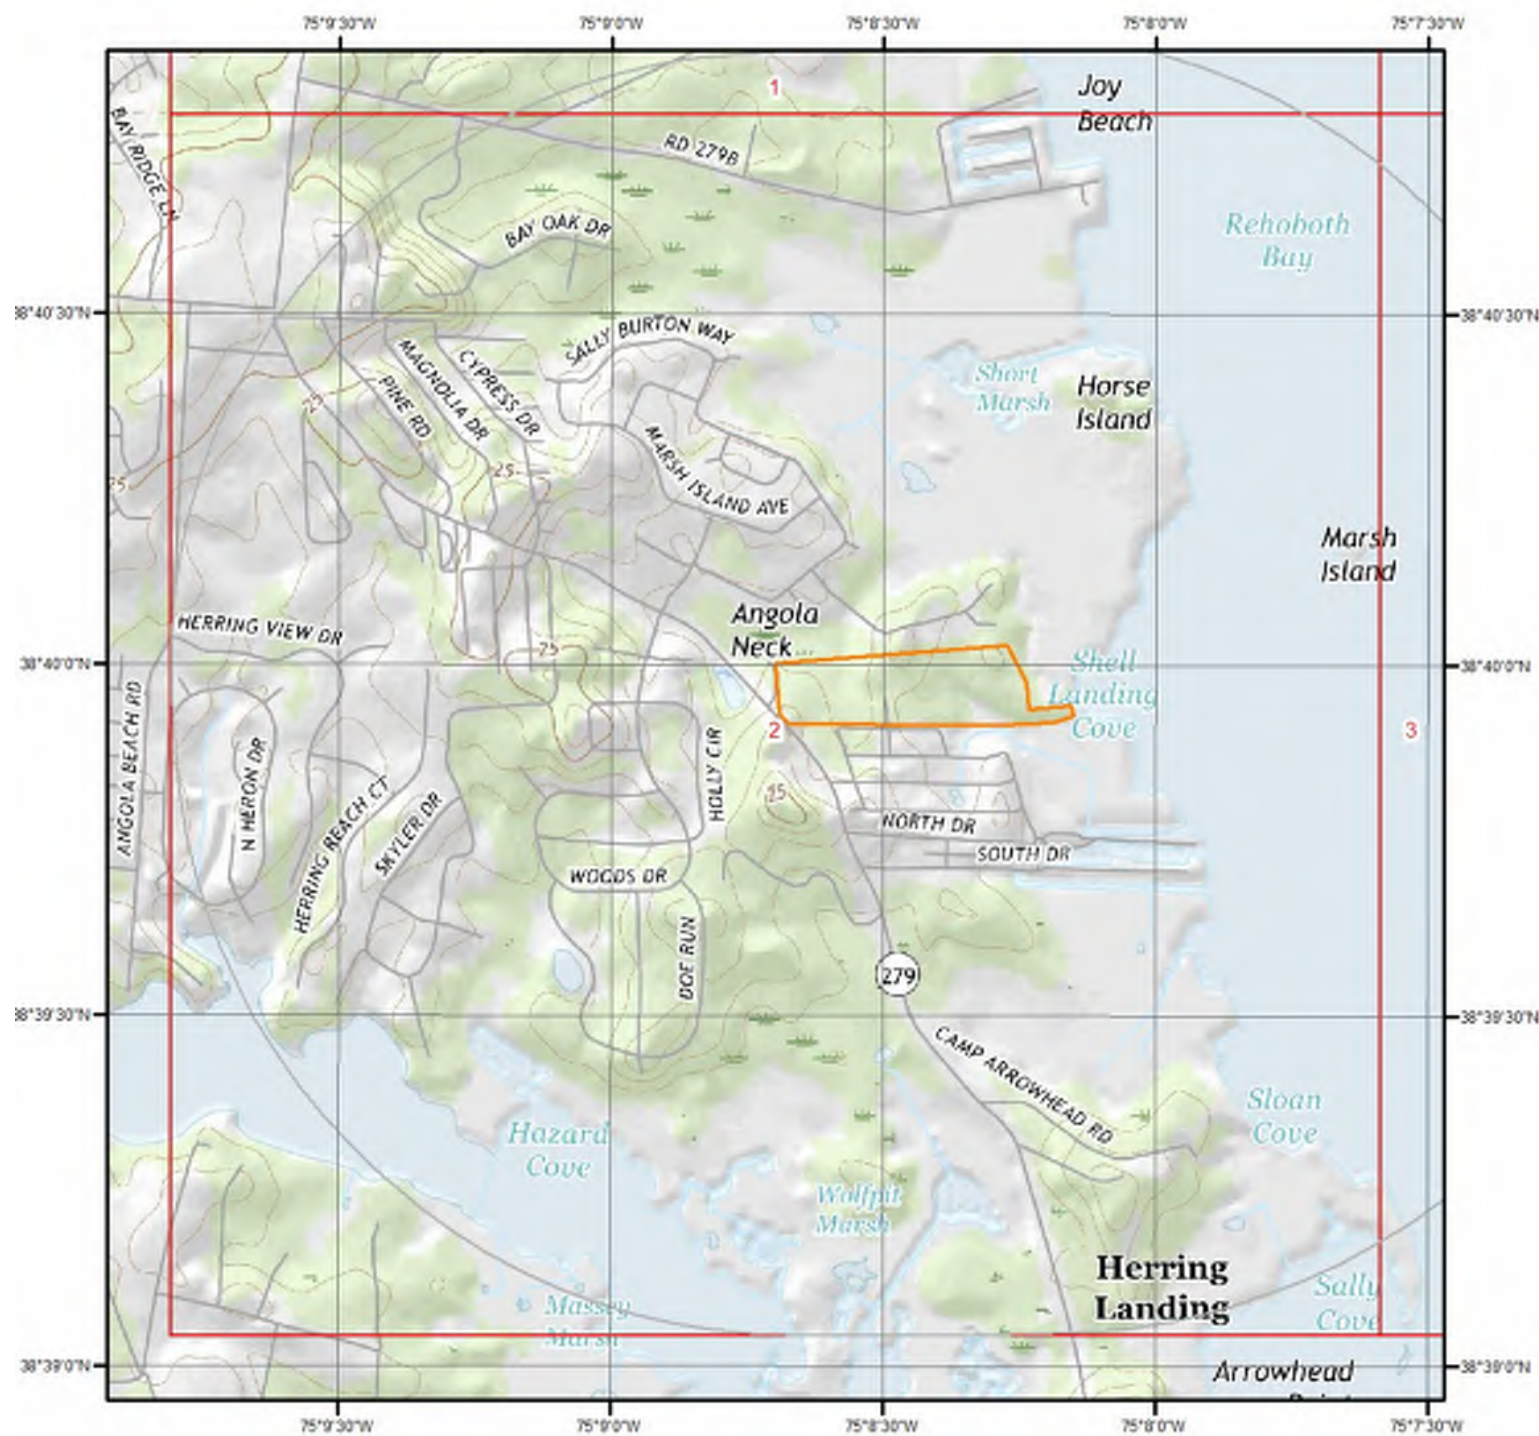 75°9'30"W 75°9'0"W 75°8'30"W 75°8'0"W 75°7'30"W
1
Joy
Beach
BAY RIDGE LN
RD 279B
Rehoboth
Bay
BAY OAK DR
38°40'30"N
38°40'30"N
SALLY BURTON WAY
MAGNOLIA DR
CYPRESS DR
PINE RD
25
Short
Marsh
Horse
Island
MARSH ISLAND AVE
25
25
Marsh
Island
Angola
Neck
HERRING VIEW DR
25
38°40'0"N
38°40'0"N
Shell
Landing
Cove
ANGOLA BEACH RD
N HERON DR
HERRING BEACH CT
SKYLER DR
HOLLY CIR
2
3
25
NORTH DR
SOUTH DR
WOODS DR
DOE RUN
279
38°39'30"N
38°39'30"N
CAMP ARROWHEAD RD
Hazard
Cove
Sloan
Cove
Wolfpit
Marsh
Herring
Landing
Massey
Marsh
Sally
Cove
38°39'0"N
38°39'0"N
Arrowhead
75°9'30"W 75°9'0"W 75°8'30"W 75°8'0"W 75°7'30"W